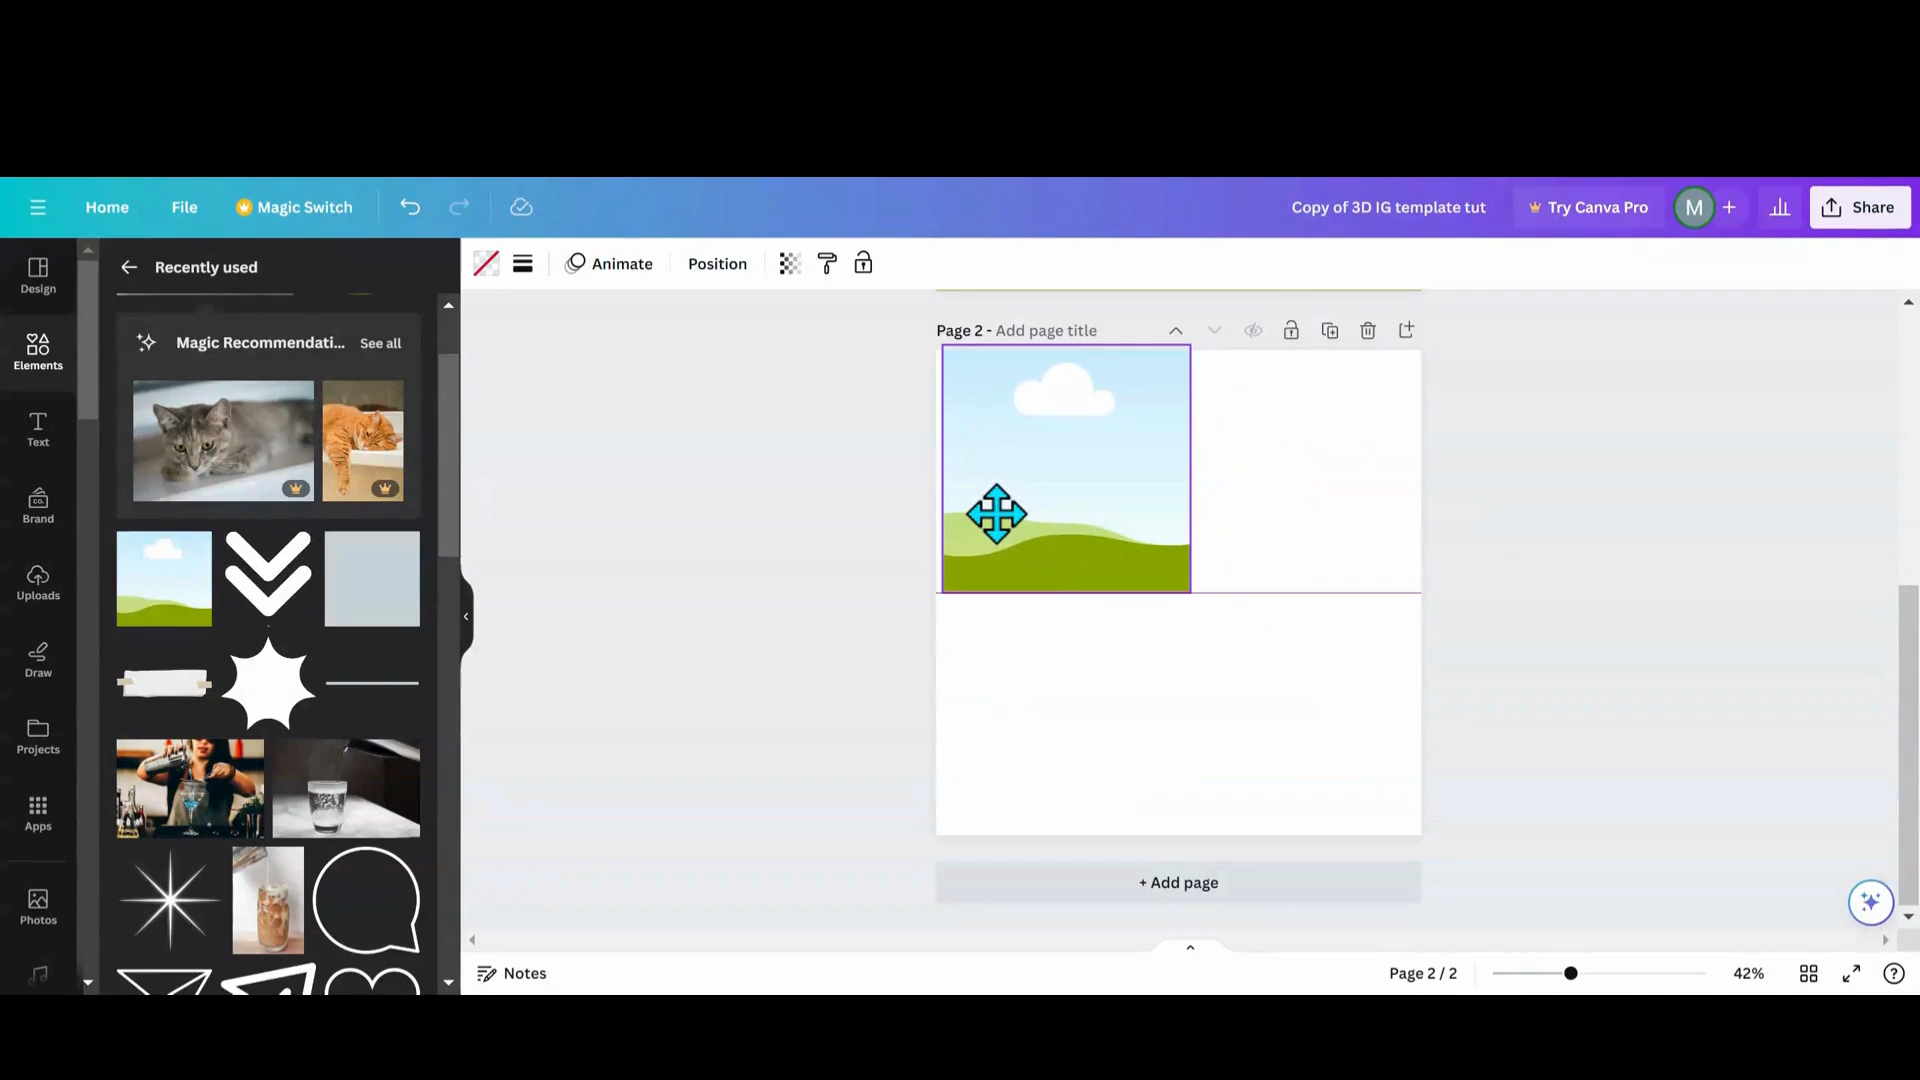 Home
File
Magic Switch
Copy of 3D IG template tut
Try Canva Pro
M
Share
Design
Elements
Text
Brand
Uploads
Draw
Projects
Apps
Photos
Recently used
Magic Recommendati...
See all
Animate
Position
Page 2 - Add page title
+ Add page
Notes
Page 2 / 2
42%